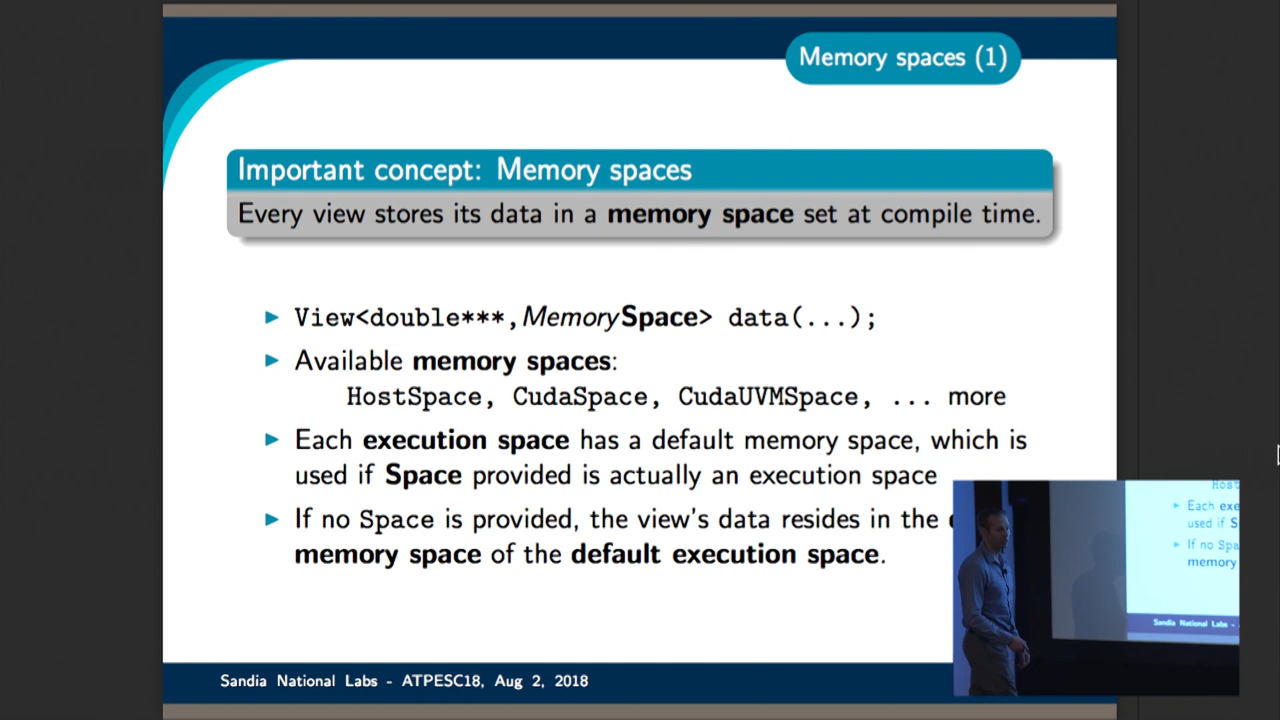 Memory spaces (1)
Important concept: Memory spaces
Every view stores its data in a memory space set at compile time.
View<double***,MemorySpace> data(...);
Available memory spaces:
HostSpace, CudaSpace, CudaUVMSpace, ... more
Each execution space has a default memory space, which is
used if Space provided is actually an execution space
If no Space is provided, the view's data resides in the
memory space of the default execution space.
Sandia National Labs - ATPESC18, Aug 2, 2018
Host
Each exe
used if S
If no Spa
memory
Sandia National Labs -